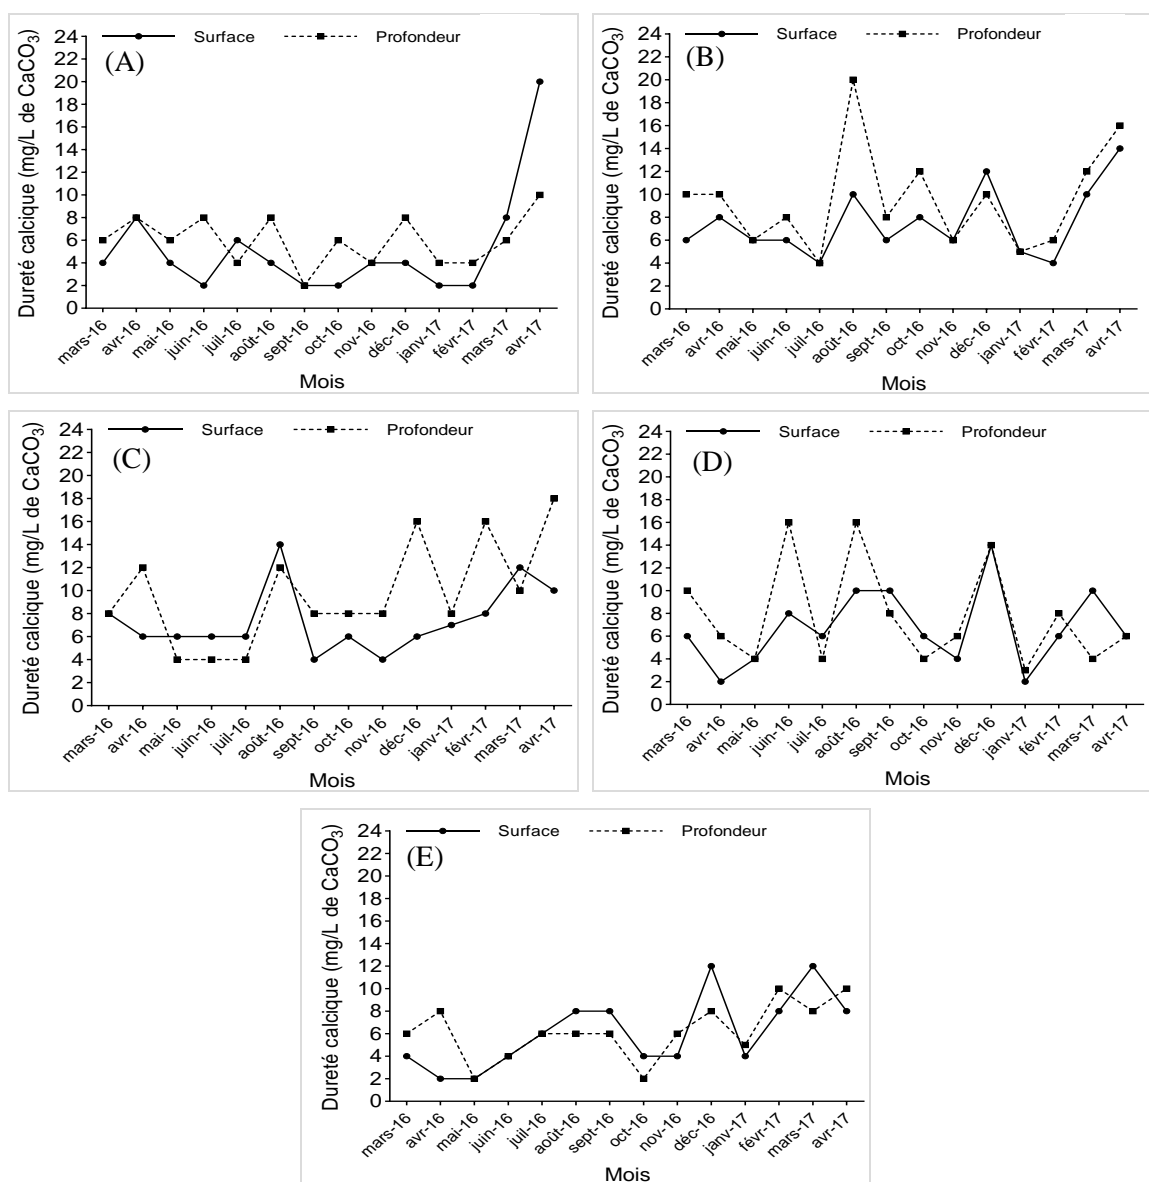 Surface Profondeur
(A)
Dureté calcique (mg/L de CaCO3)
24
22
20
18
16
14
12
10
8
6
4
2
0
mars-16 avr-16 mai-16 juin-16 juil-16 août-16 sept-16 oct-16 nov-16 déc-16 janv-17 févr-17 mars-17 avr-17
Mois
Surface Profondeur
(B)
Dureté calcique (mg/L de CaCO3)
24
22
20
18
16
14
12
10
8
6
4
2
0
mars-16 avr-16 mai-16 juin-16 juil-16 août-16 sept-16 oct-16 nov-16 déc-16 janv-17 févr-17 mars-17 avr-17
Mois
Surface Profondeur
(C)
Dureté calcique (mg/L de CaCO3)
24
22
20
18
16
14
12
10
8
6
4
2
0
mars-16 avr-16 mai-16 juin-16 juil-16 août-16 sept-16 oct-16 nov-16 déc-16 janv-17 févr-17 mars-17 avr-17
Mois
Surface Profondeur
(D)
Dureté calcique (mg/L de CaCO3)
24
22
20
18
16
14
12
10
8
6
4
2
0
mars-16 avr-16 mai-16 juin-16 juil-16 août-16 sept-16 oct-16 nov-16 déc-16 janv-17 févr-17 mars-17 avr-17
Mois
Surface Profondeur
(E)
Dureté calcique (mg/L de CaCO3)
24
22
20
18
16
14
12
10
8
6
4
2
0
mars-16 avr-16 mai-16 juin-16 juil-16 août-16 sept-16 oct-16 nov-16 déc-16 janv-17 févr-17 mars-17 avr-17
Mois